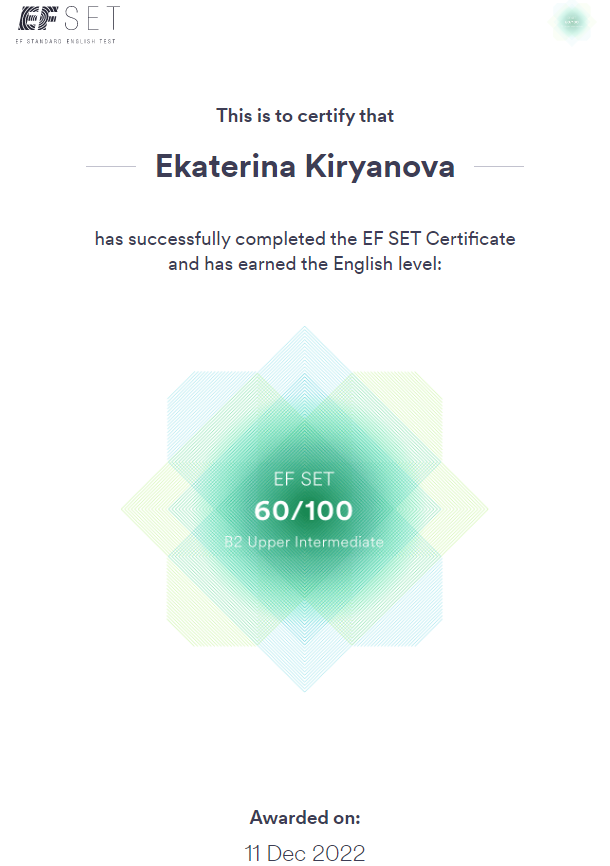 EF SET
EF STANDARD ENGLISH TEST
This is to certify that
Ekaterina Kiryanova
has successfully completed the EF SET Certificate
and has earned the English level:
EF SET
60/100
B2 Upper Intermediate
Awarded on:
11 Dec 2022